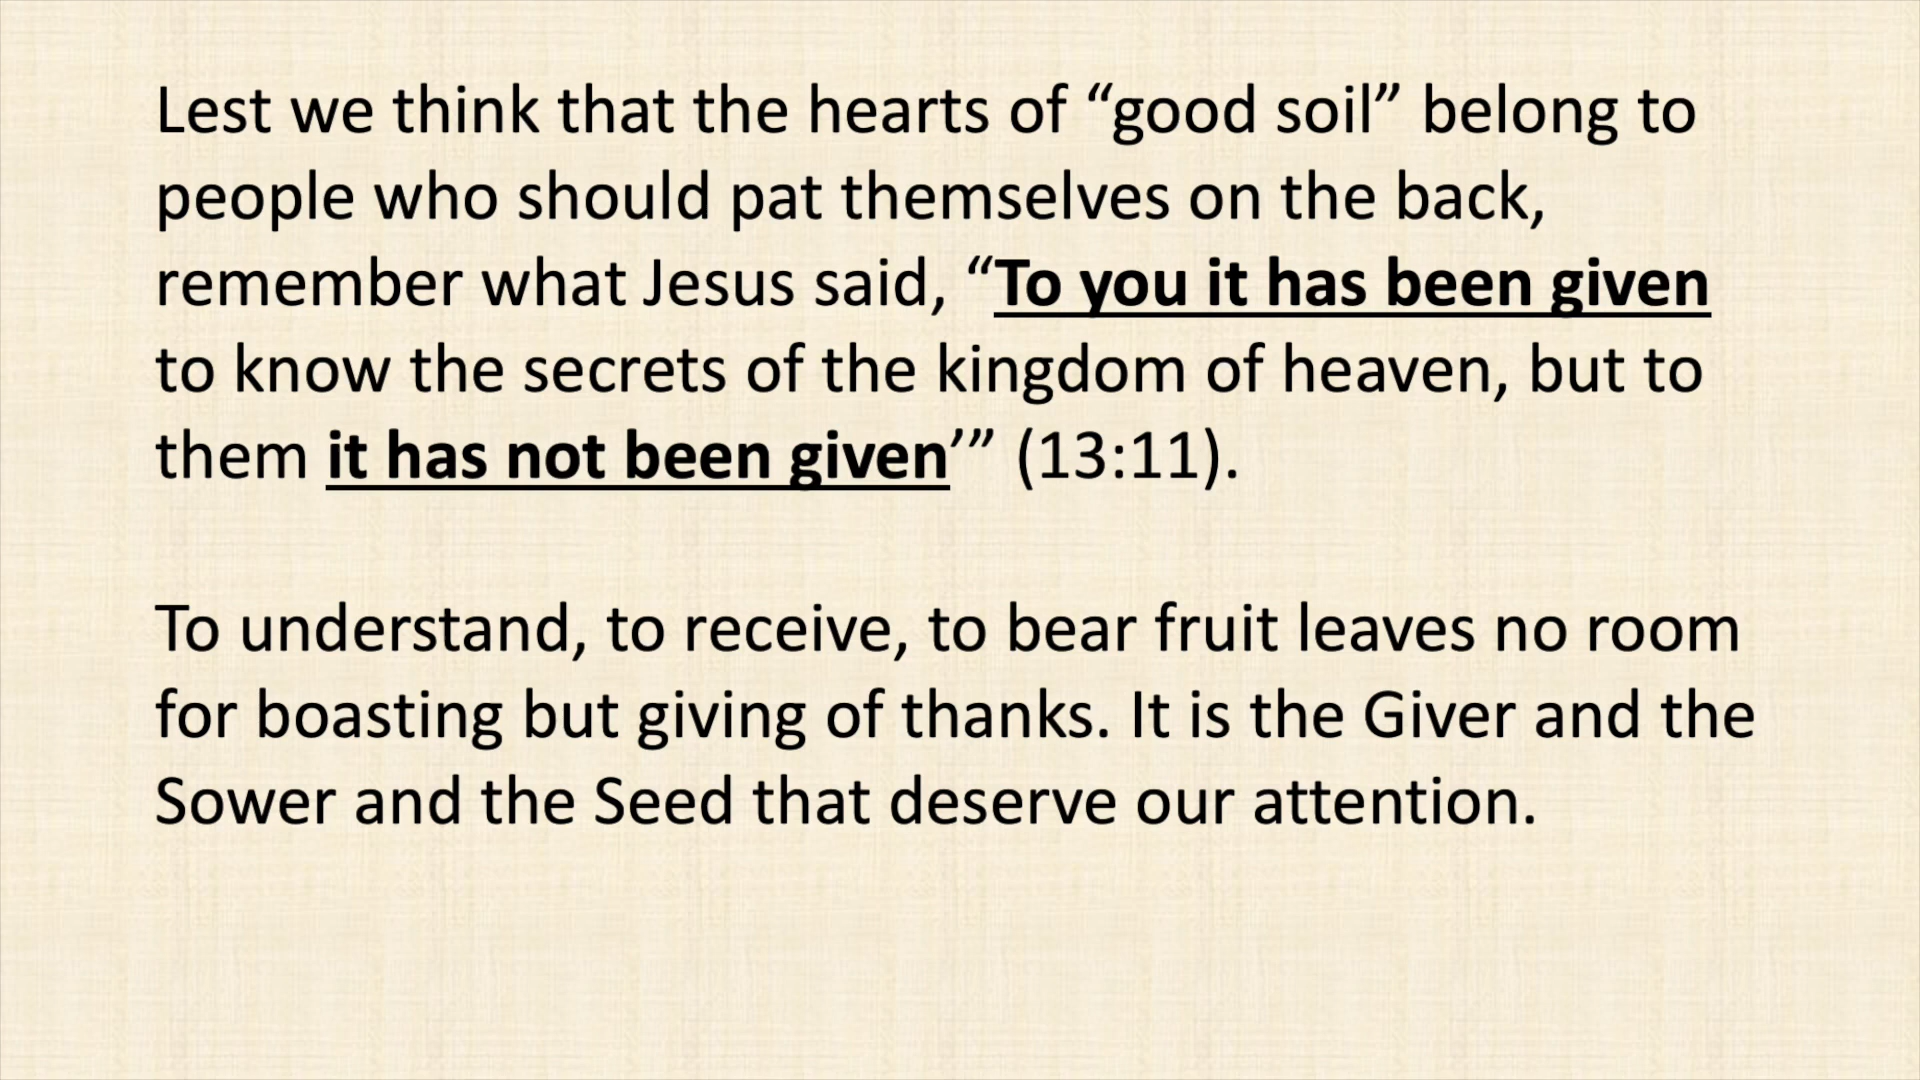 Lest we think that the hearts of “good soil” belong to
people who should pat themselves on the back,
remember what Jesus said, “To you it has been given
to know the secrets of the kingdom of heaven, but to
them it has not been given’” (13:11).
To understand, to receive, to bear fruit leaves no room
for boasting but giving of thanks. It is the Giver and the
Sower and the Seed that deserve our attention.